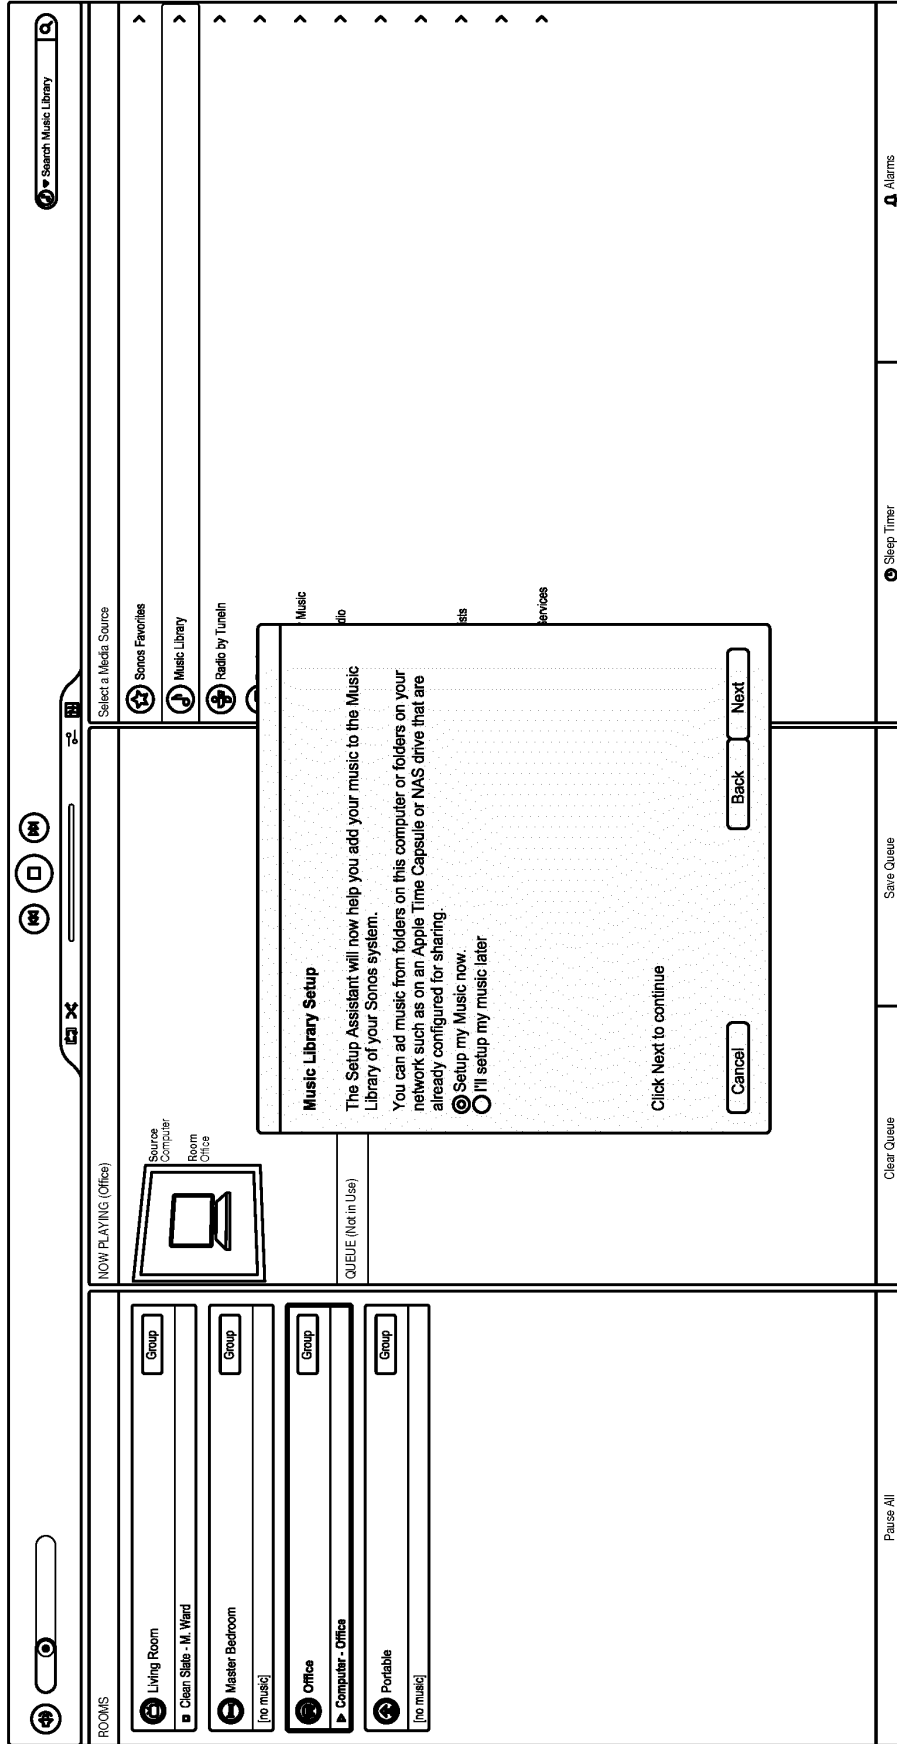 Search Music Library
ROOMS
Living Room
Group
Clean Slate - M. Ward
Master Bedroom
Group
[no music]
Office
Group
Computer - Office
Portable
Group
[no music]
NOW PLAYING (Office)
Source
Computer
Room
Office
QUEUE (Not in Use)
Select a Media Source
Sonos Favorites
Music Library
Radio by TuneIn
Music
dio
sts
ervices
Music Library Setup
The Setup Assistant will now help you add your music to the Music
Library of your Sonos system.
You can ad music from folders on this computer or folders on your
network such as on an Apple Time Capsule or NAS drive that are
already configured for sharing.
Setup my Music now.
I'll setup my music later
Click Next to continue
Cancel
Back
Next
Pause All
Clear Queue
Save Queue
Sleep Timer
Alarms